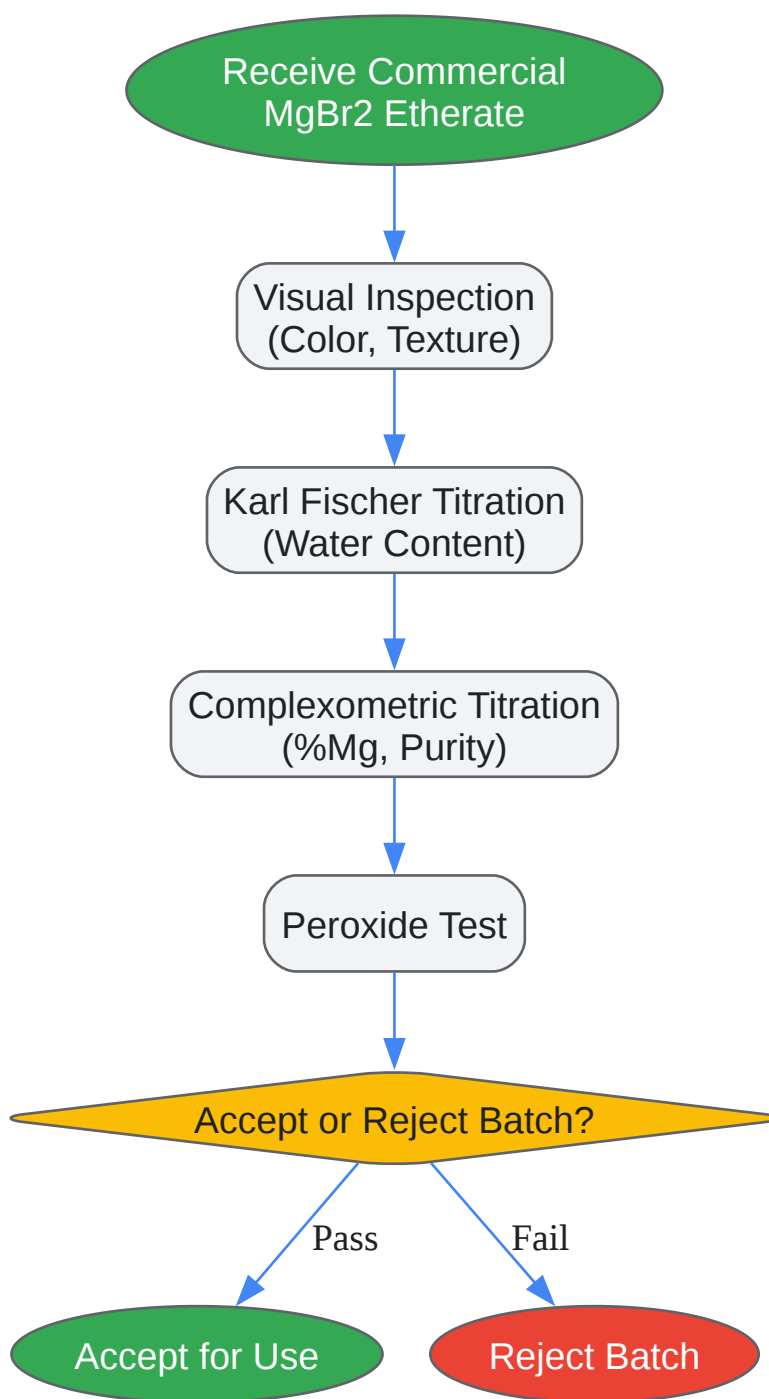 Receive Commercial
MgBr2 Etherate
Visual Inspection
(Color, Texture)
Karl Fischer Titration
(Water Content)
Complexometric Titration
(%Mg, Purity)
Peroxide Test
Accept or Reject Batch?
Pass
Fail
Accept for Use
Reject Batch